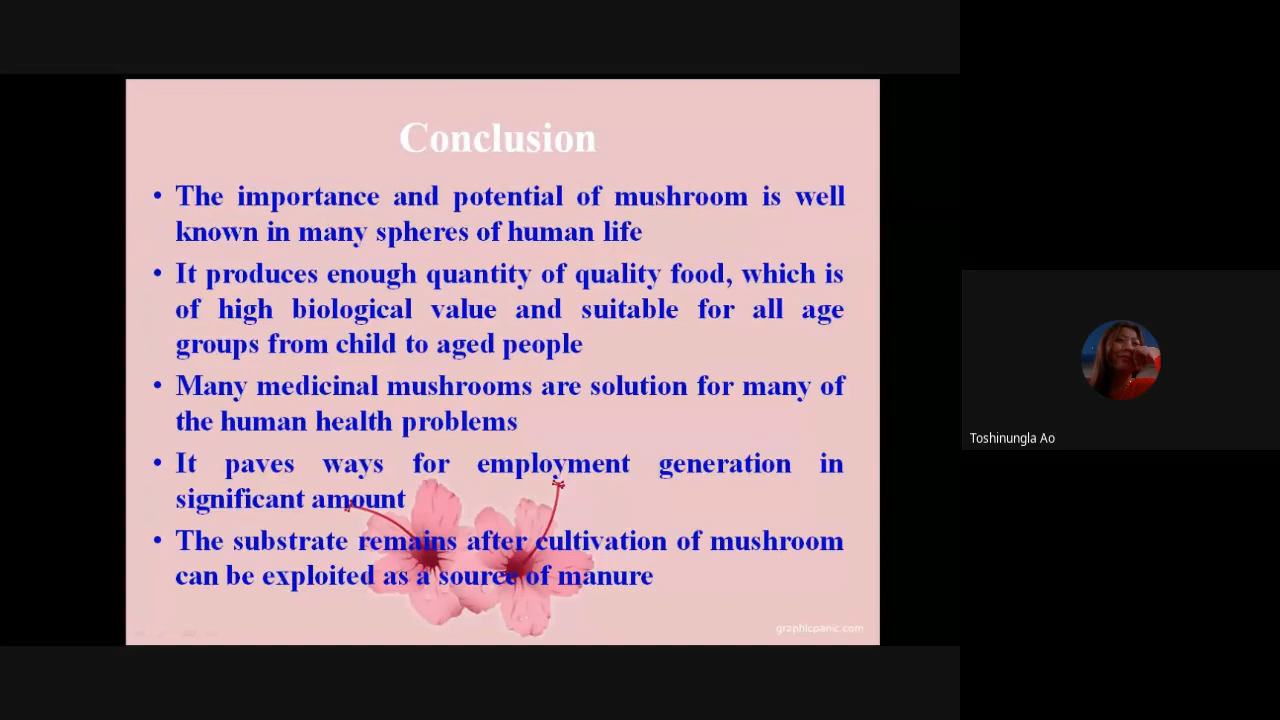 Conclusion
• The importance and potential of mushroom is well
known in many spheres of human life
• It produces enough quantity of quality food, which is
of high biological value and suitable for all age
groups from child to aged people
• Many medicinal mushrooms are solution for many of
the human health problems
• It paves ways for employment generation in
significant amount
• The substrate remains after cultivation of mushroom
can be exploited as a source of manure
graphicpanic.com
Toshinungla Ao